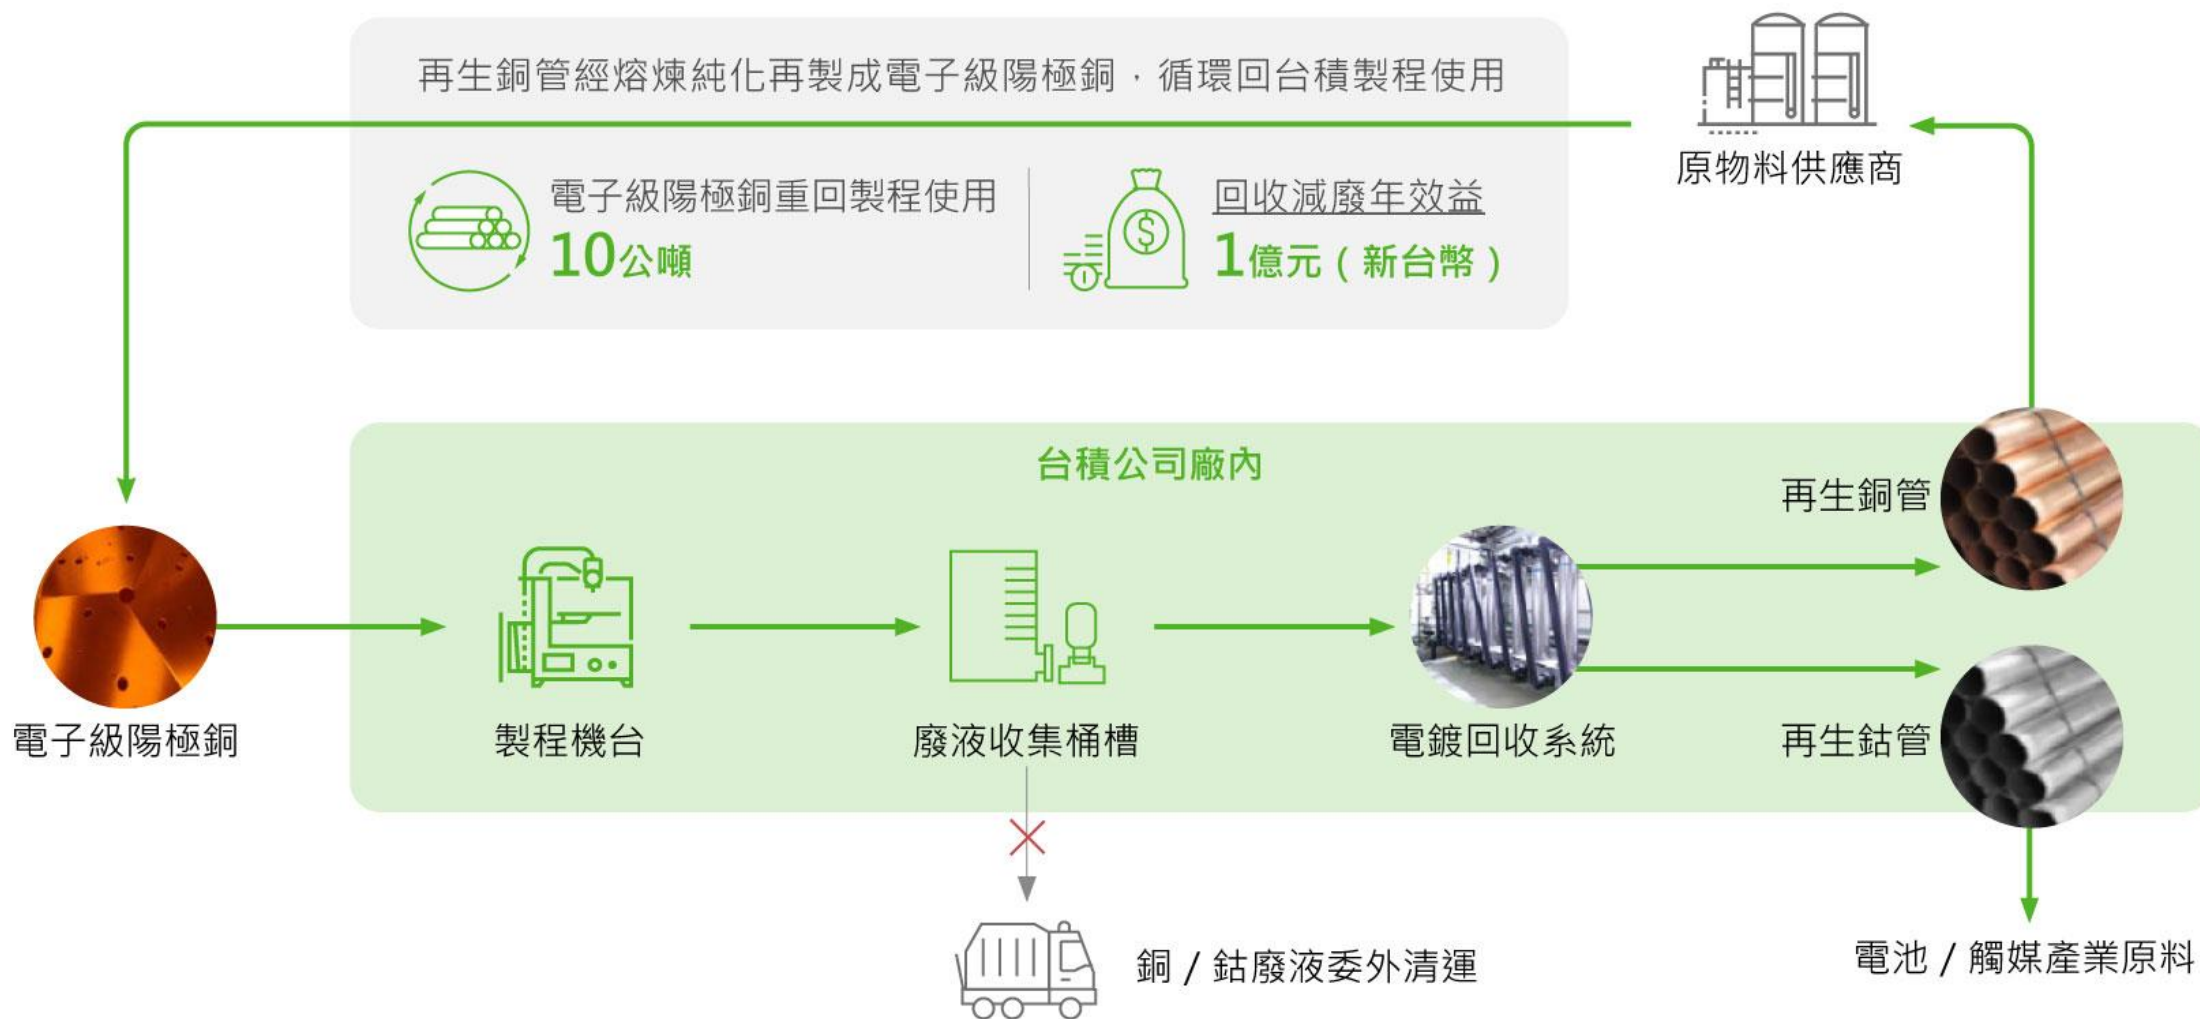 再生銅管經熔煉純化再製成電子級陽極銅，循環回台積製程使用
原物料供應商
電子級陽極銅重回製程使用
10公噸
回收減廢年效益
1億元（新台幣）
台積公司廠內
再生銅管
電子級陽極銅
製程機台
廢液收集桶槽
電鍍回收系統
再生鈷管
銅 / 鈷廢液委外清運
電池 / 觸媒產業原料